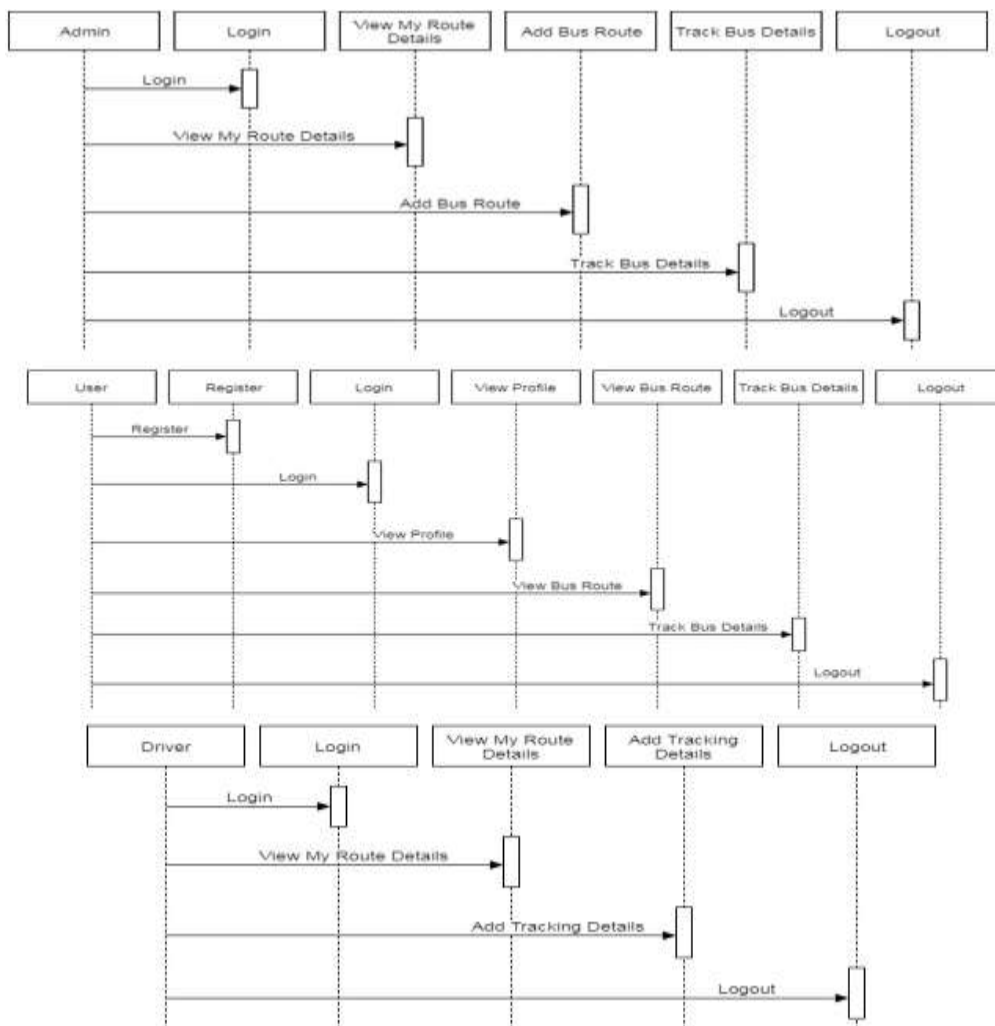 Admin
Login
View My Route
Details
Add Bus Route
Track Bus Details
Logout
Login
View My Route Details
Add Bus Route
Track Bus Details
Logout
User
Register
Login
View Profile
View Bus Route
Track Bus Details
Logout
Register
Login
View Profile
View Bus Route
Track Bus Details
Logout
Driver
Login
View My Route
Details
Add Tracking
Details
Logout
Login
View My Route Details
Add Tracking Details
Logout